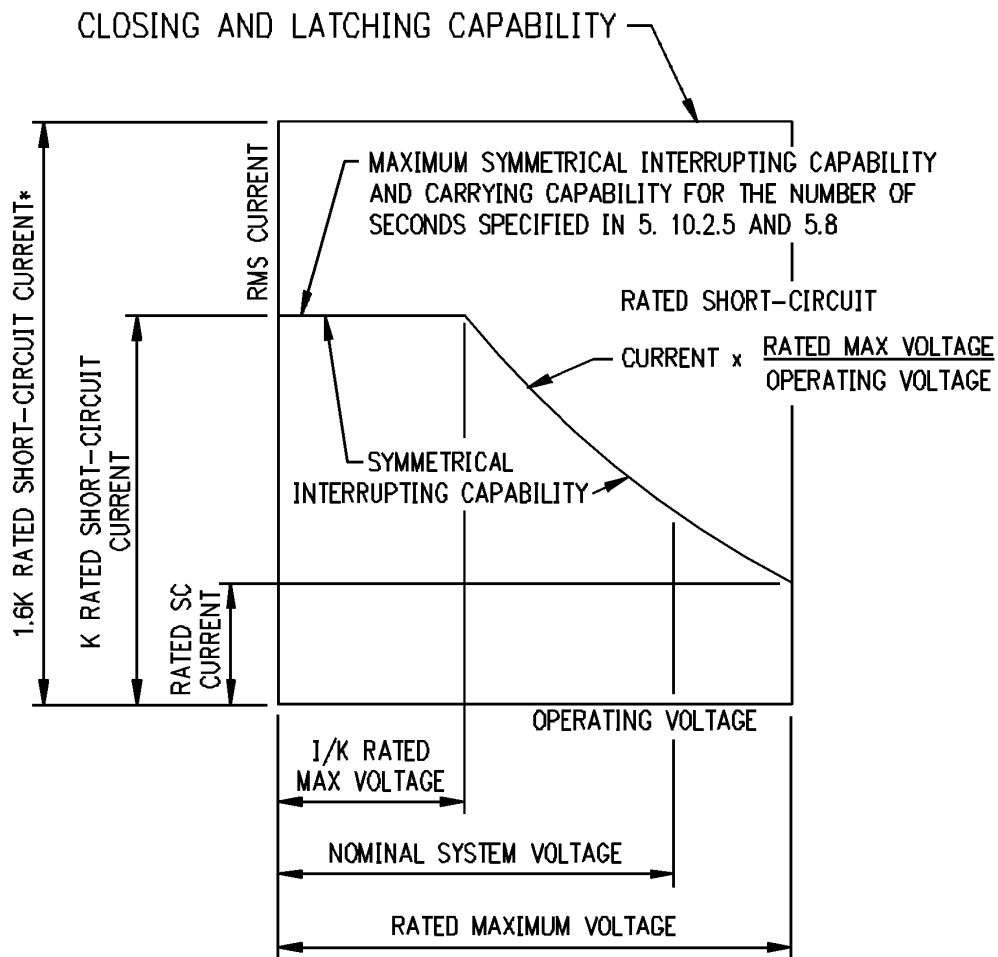 CLOSING AND LATCHING CAPABILITY
MAXIMUM SYMMETRICAL INTERRUPTING CAPABILITY
AND CARRYING CAPABILITY FOR THE NUMBER OF
SECONDS SPECIFIED IN 5. 10.2.5 AND 5.8
RMS CURRENT
1.6K RATED SHORT-CIRCUIT CURRENT*
K RATED SHORT-CIRCUIT
CURRENT
RATED SC
CURRENT
RATED SHORT-CIRCUIT
CURRENT x RATED MAX VOLTAGE
OPERATING VOLTAGE
SYMMETRICAL
INTERRUPTING CAPABILITY
OPERATING VOLTAGE
I/K RATED
MAX VOLTAGE
NOMINAL SYSTEM VOLTAGE
RATED MAXIMUM VOLTAGE